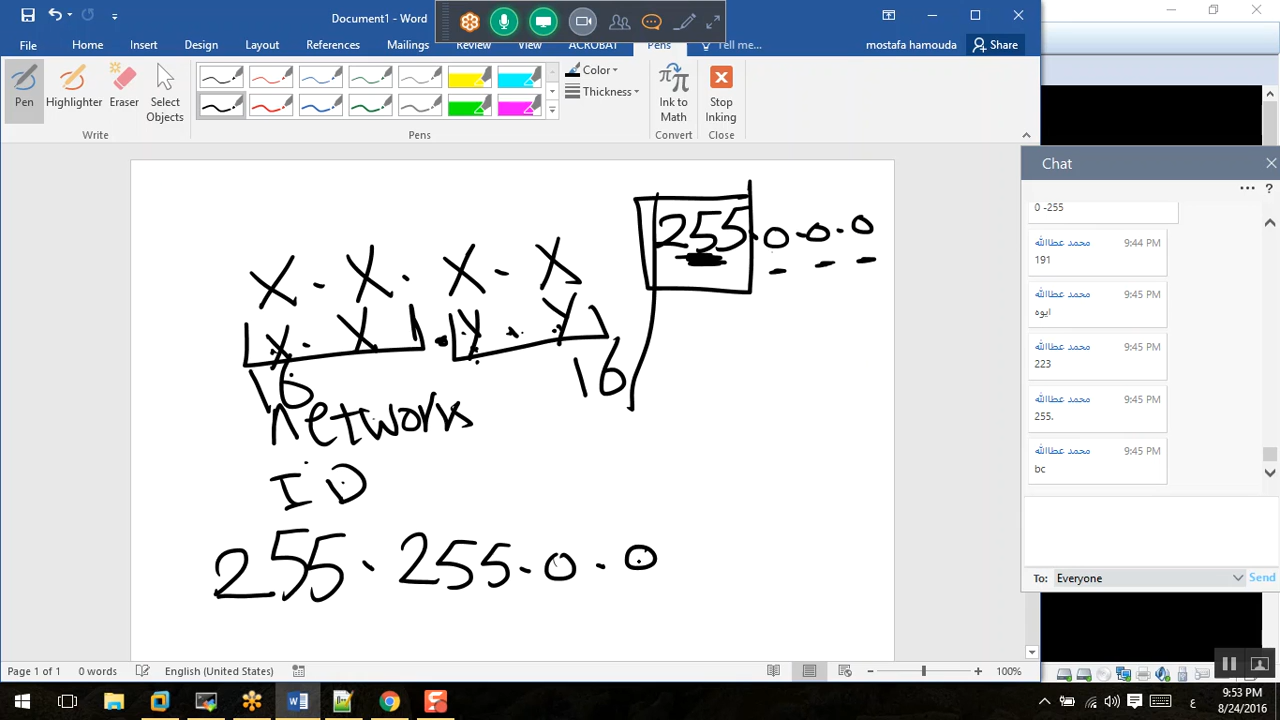 Document1 - Word
File Home Insert Design Layout References Mailings Review View ACROBAT Pens Tell me...
mostafa hamouda Share
Pen Highlighter Eraser Select Objects
Color
Thickness
Ink to Math Stop Inking
Write Pens Convert Close
255.0.0.0
X . X . X . X
X . X . X . X
16 16
Network
ID
255.255.0.0
Chat
0 -255
محمد عطاالله 9:44 PM
191
محمد عطاالله 9:45 PM
ايوه
محمد عطاالله 9:45 PM
223
محمد عطاالله 9:45 PM
255.
محمد عطاالله 9:45 PM
bc
To: Everyone Send
Page 1 of 1 0 words English (United States) 100%
9:53 PM
8/24/2016
ع